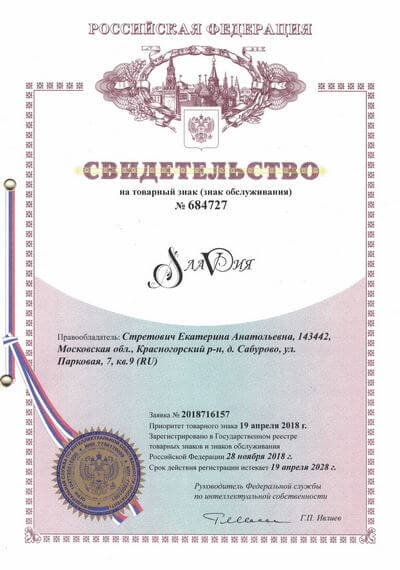 РОССИЙСКАЯ ФЕДЕРАЦИЯ
СВИДЕТЕЛЬСТВО
на товарный знак (знак обслуживания)
№ 684727
SлаVия
Правообладатель: Стретович Екатерина Анатольевна, 143442,
Московская обл., Красногорский р-н, д. Сабурово, ул.
Парковая, 7, кв.9 (RU)
Заявка № 2018716157
Приоритет товарного знака 19 апреля 2018 г.
Зарегистрировано в Государственном реестре
товарных знаков и знаков обслуживания
Российской Федерации 28 ноября 2018 г.
Срок действия регистрации истекает 19 апреля 2028 г.
Руководитель Федеральной службы
по интеллектуальной собственности
Г.П. Ивлиев